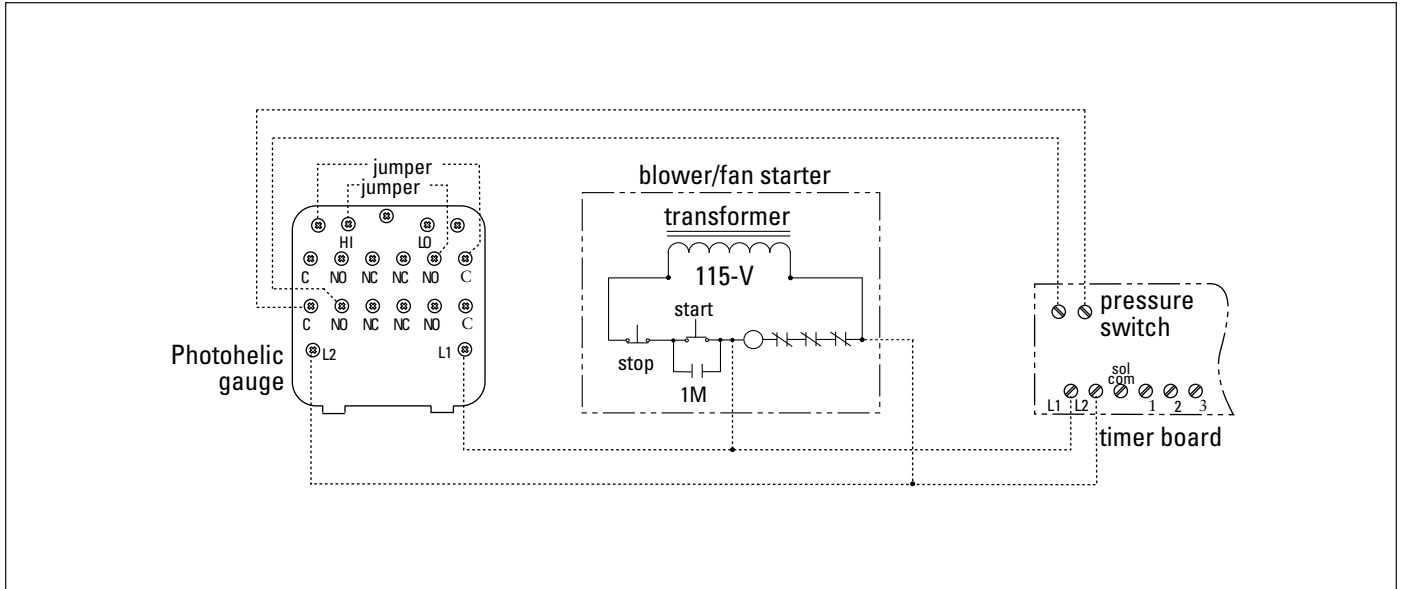 jumper
jumper
HI
LO
C NO NC NC NO C
C NO NC NC NO C
L2
L1
Photohelic
gauge
blower/fan starter
transformer
115-V
start
stop
1M
pressure
switch
sol
com
L1 L2 1 2 3
timer board